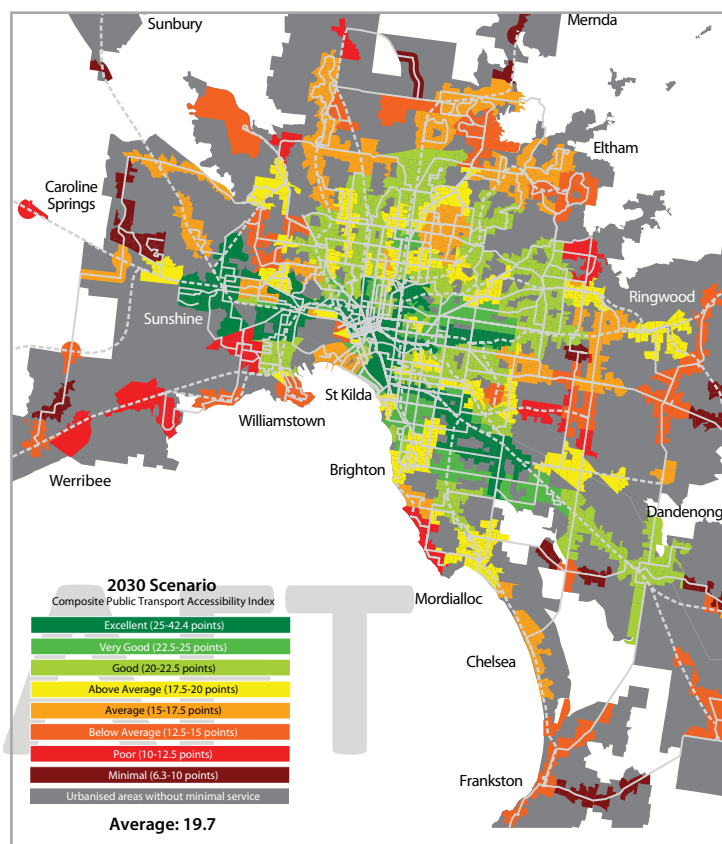 Sunbury
Mernda
Eltham
Caroline
Springs
Ringwood
Sunshine
St Kilda
Williamstown
Werribee
Brighton
Dandenong
Mordialloc
Chelsea
Frankston
2030 Scenario
Composite Public Transport Accessibility Index
Excellent (25-42.4 points)
Very Good (22.5-25 points)
Good (20-22.5 points)
Above Average (17.5-20 points)
Average (15-17.5 points)
Below Average (12.5-15 points)
Poor (10-12.5 points)
Minimal (6.3-10 points)
Urbanised areas without minimal service
Average: 19.7